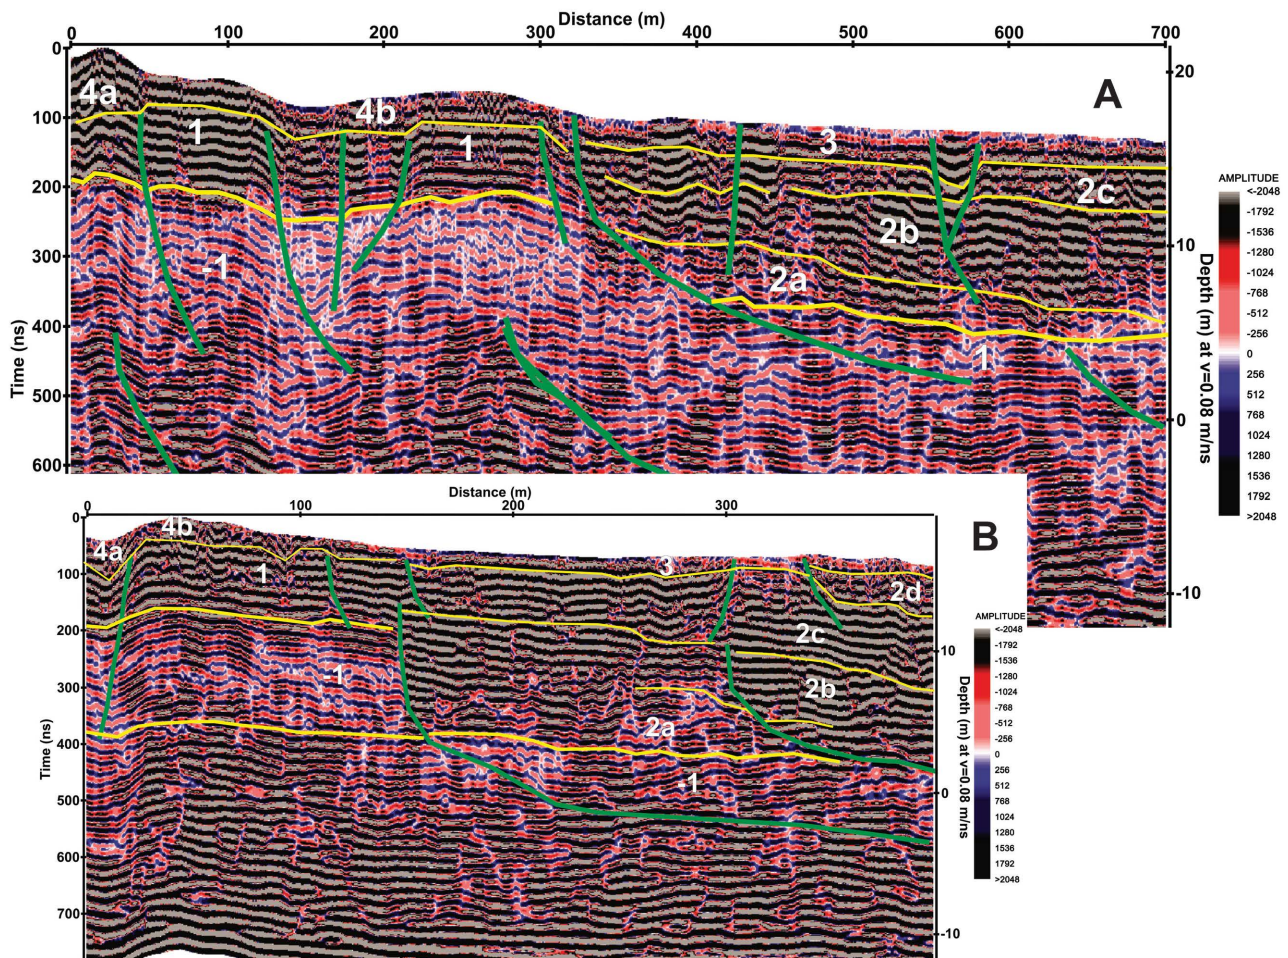 Distance (m)
0 100 200 300 400 500 600 700
A
0
100
200
300
400
500
600
Time (ns)
4a
1
4b
1
3
2c
2b
2a
-1
1
20
10
0
-10
Depth (m) at v=0.08 m/ns
AMPLITUDE
<-2048
-1792
-1536
-1280
-1024
-768
-512
-256
0
256
512
768
1024
1280
1536
1792
>2048
Distance (m)
0 100 200 300
B
0
100
200
300
400
500
600
700
Time (ns)
4a
4b
1
3
2d
2c
-1
2b
2a
-1
10
0
-10
Depth (m) at v=0.08 m/ns
AMPLITUDE
<-2048
-1792
-1536
-1280
-1024
-768
-512
-256
0
256
512
768
1024
1280
1536
1792
>2048